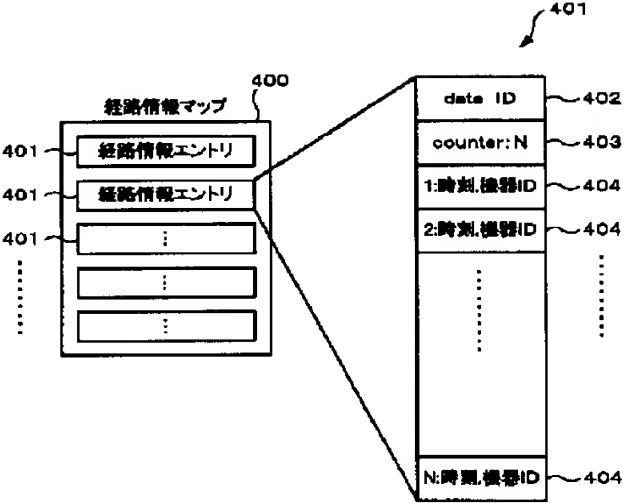 401
経路情報マップ
400
401 経路情報エントリ
401 経路情報エントリ
401
data ID 402
counter:N 403
1:時刻,機器ID 404
2:時刻,機器ID 404
N:時刻,機器ID 404